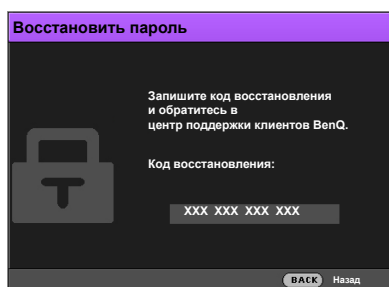 Восстановить пароль
Запишите код восстановления
и обратитесь в
центр поддержки клиентов BenQ.
Код восстановления:
XXX XXX XXX XXX
BACK Назад